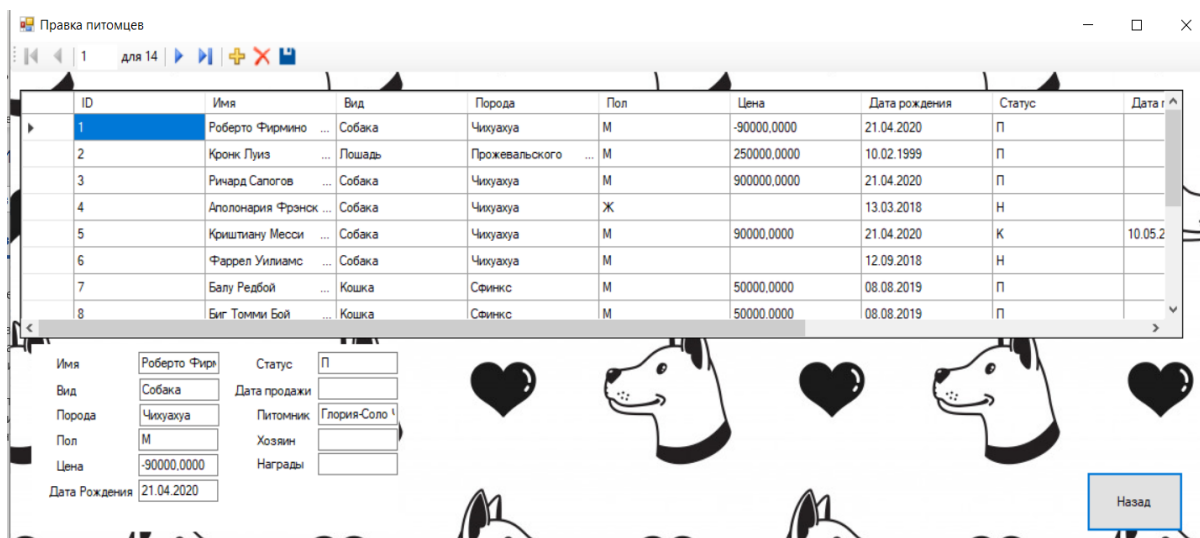 Правка питомцев
1 для 14
ID Имя Вид Порода Пол Цена Дата рождения Статус
1 Роберто Фирмино ... Собака Чихуахуа М -90000,0000 21.04.2020 П
2 Кронк Луиз ... Лошадь Прожевальского ... М 250000,0000 10.02.1999 П
3 Ричард Сапогов ... Собака Чихуахуа М 900000,0000 21.04.2020 П
4 Аполонария Фрэнск ... Собака Чихуахуа Ж 13.03.2018 Н
5 Криштиану Месси ... Собака Чихуахуа М 90000,0000 21.04.2020 К 10.05.2
6 Фаррел Уилиамс ... Собака Чихуахуа М 12.09.2018 Н
7 Балу Редбой ... Кошка Сфинкс М 50000,0000 08.08.2019 П
8 Биг Томми Бой ... Кошка Сфинкс М 50000,0000 08.08.2019 П
Имя Роберто Фирм Статус П
Вид Собака Дата продажи
Порода Чихуахуа Питомник Глория-Соло
Пол М Хозяин
Цена -90000,0000 Награды
Дата Рождения 21.04.2020
Назад